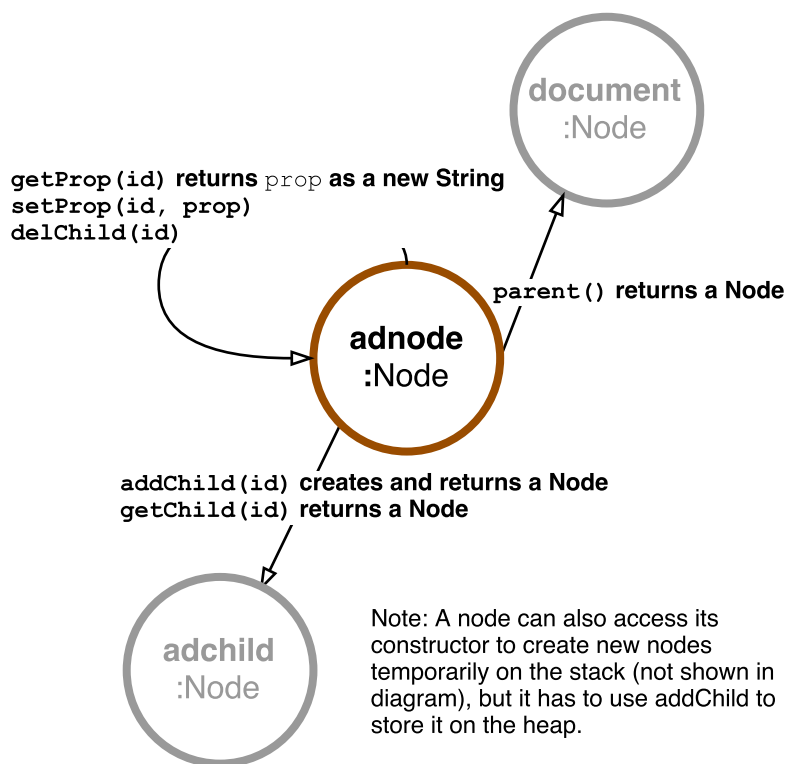 document
:Node
getProp(id) returns prop as a new String
setProp(id, prop)
delChild(id)
parent() returns a Node
adnode
:Node
addChild(id) creates and returns a Node
getChild(id) returns a Node
adchild
:Node
Note: A node can also access its
constructor to create new nodes
temporarily on the stack (not shown in
diagram), but it has to use addChild to
store it on the heap.